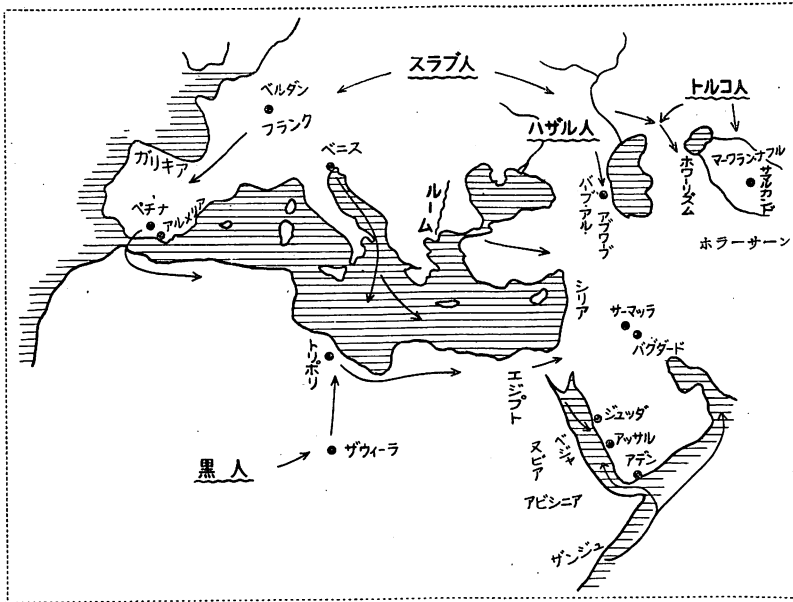 スラブ人
トルコ人
ベルダン
フランク
ハザル人
マーワランナフル
サマルカンド
ホワーリズム
ガリキア
ベニス
ルーム
バーブ・アル・
アブワーブ
ホラーサーン
ペチナ
アルメリア
シリア
サーマッラ
バグダード
トリポリ
エジプト
ジュッダ
アッサル
アデン
ベジャ
ヌビア
アビシニア
ザウィーラ
黒人
ザンジュ